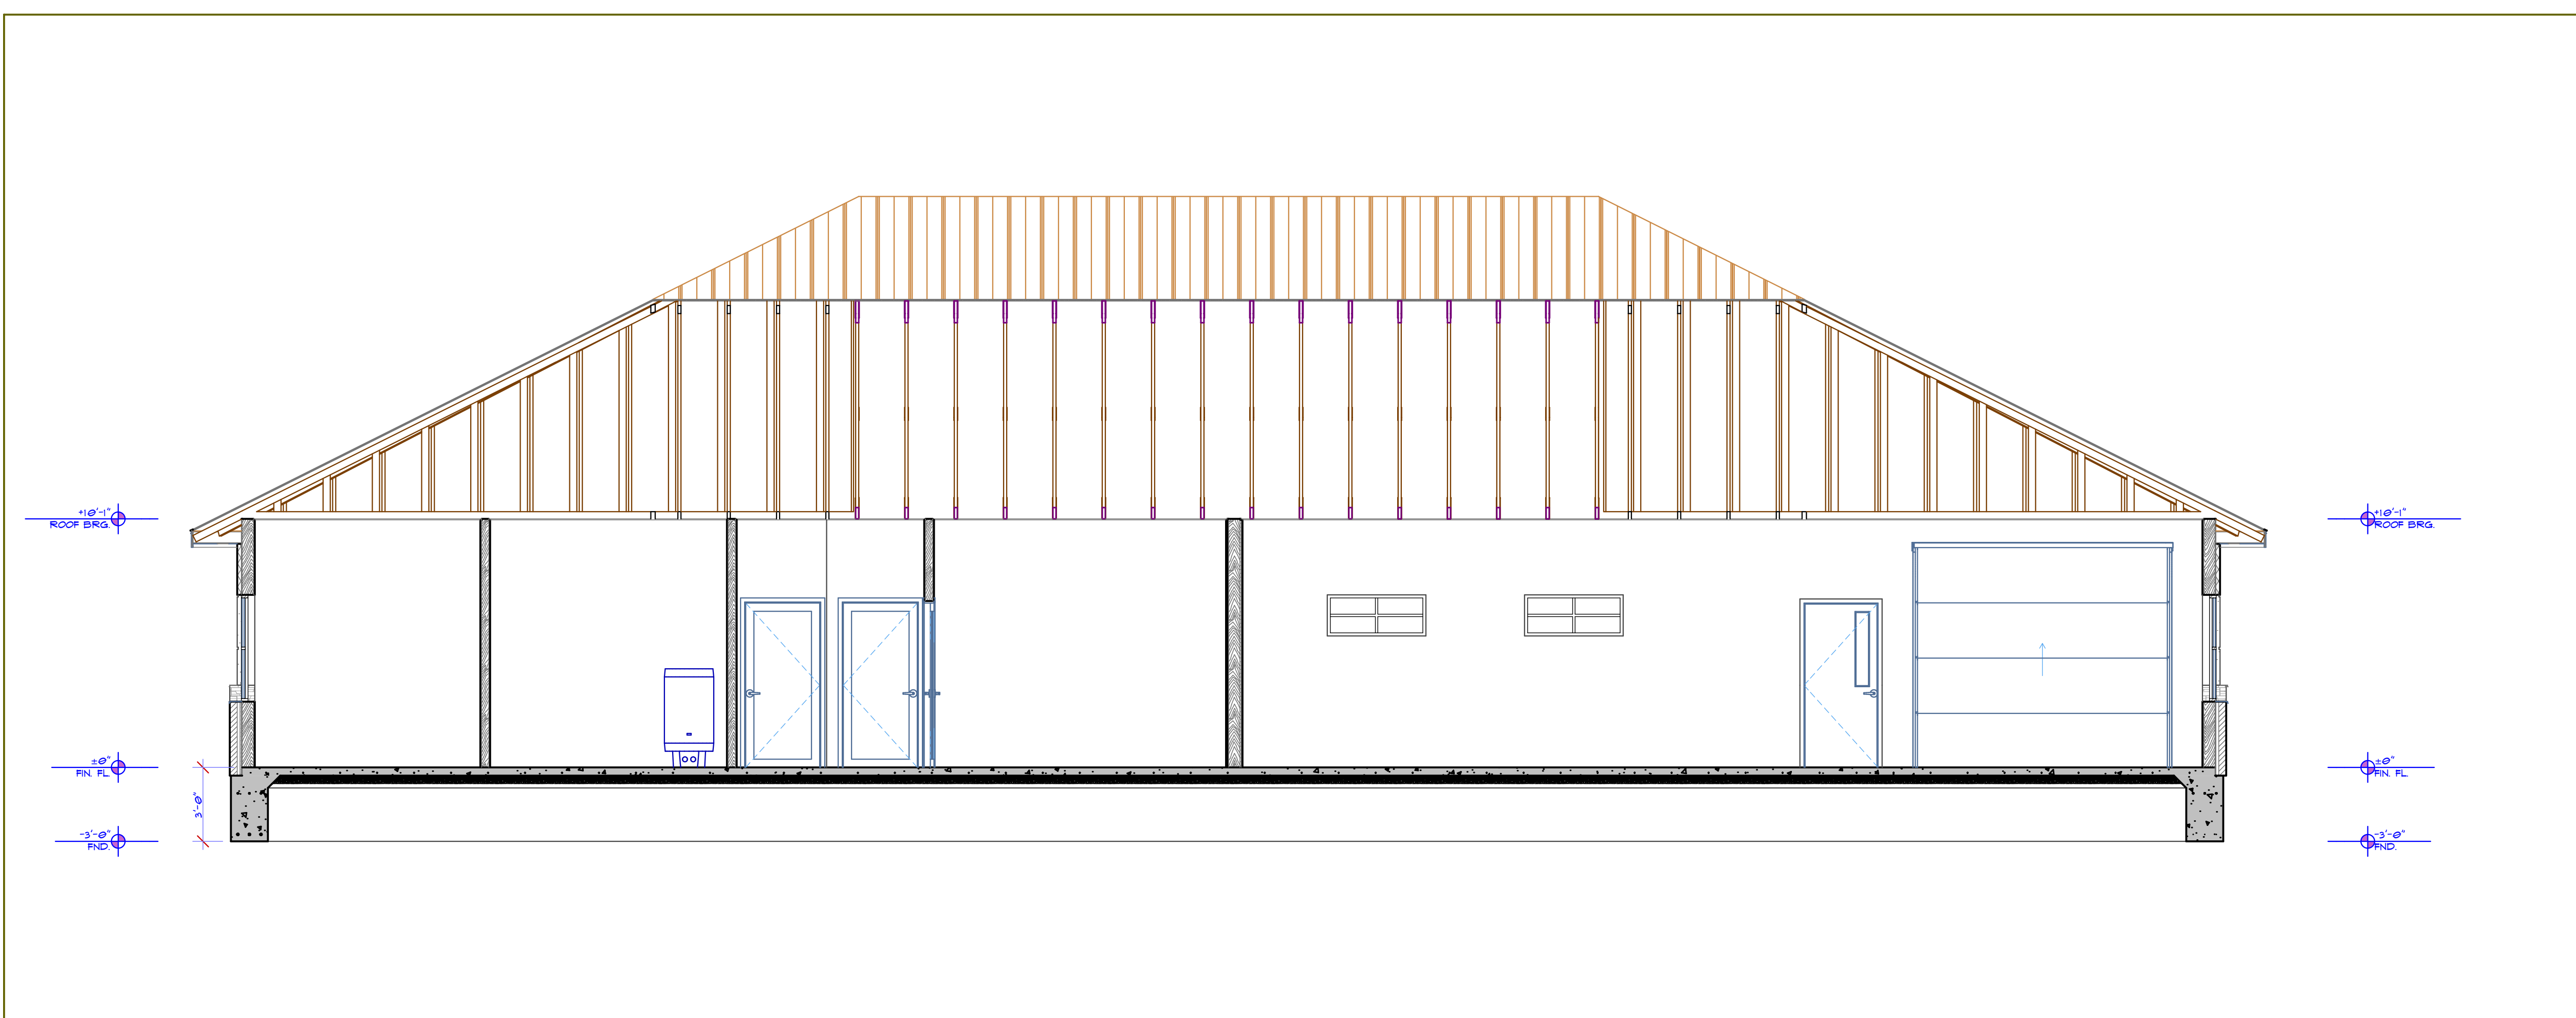 +10'-1"
ROOF BRG.
+10'-1"
ROOF BRG.
±0"
FIN. FL.
±0"
FIN. FL.
3'-0"
-3'-0"
FND.
-3'-0"
FND.